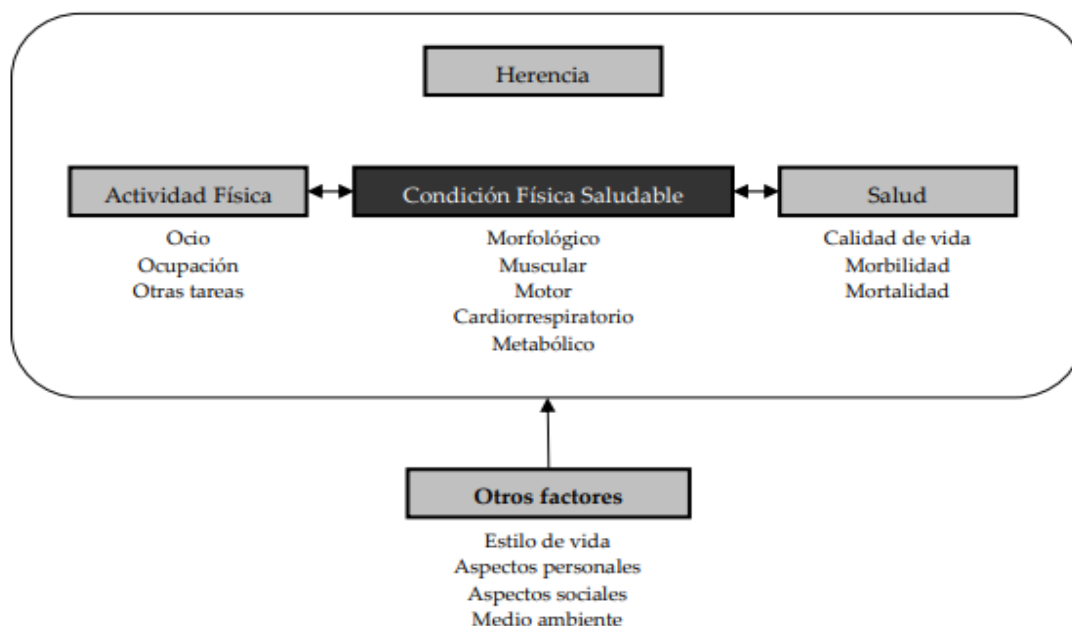 Herencia
Actividad Física
Condición Física Saludable
Salud
Ocio
Ocupación
Otras tareas
Morfológico
Muscular
Motor
Cardiorrespiratorio
Metabólico
Calidad de vida
Morbilidad
Mortalidad
Otros factores
Estilo de vida
Aspectos personales
Aspectos sociales
Medio ambiente